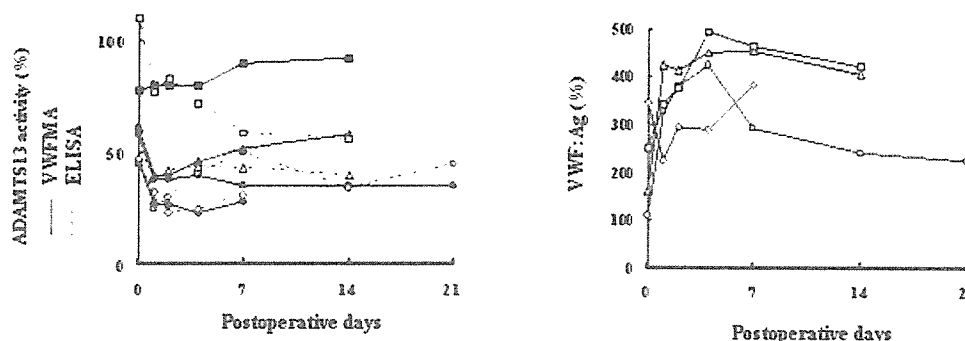 ADAMTS13 activity (%)
VWFMA
ELISA
100
50
0
0
7
14
21
Postoperative days
VWF:Ag (%)
500
400
300
200
100
0
0
7
14
Postoperative days